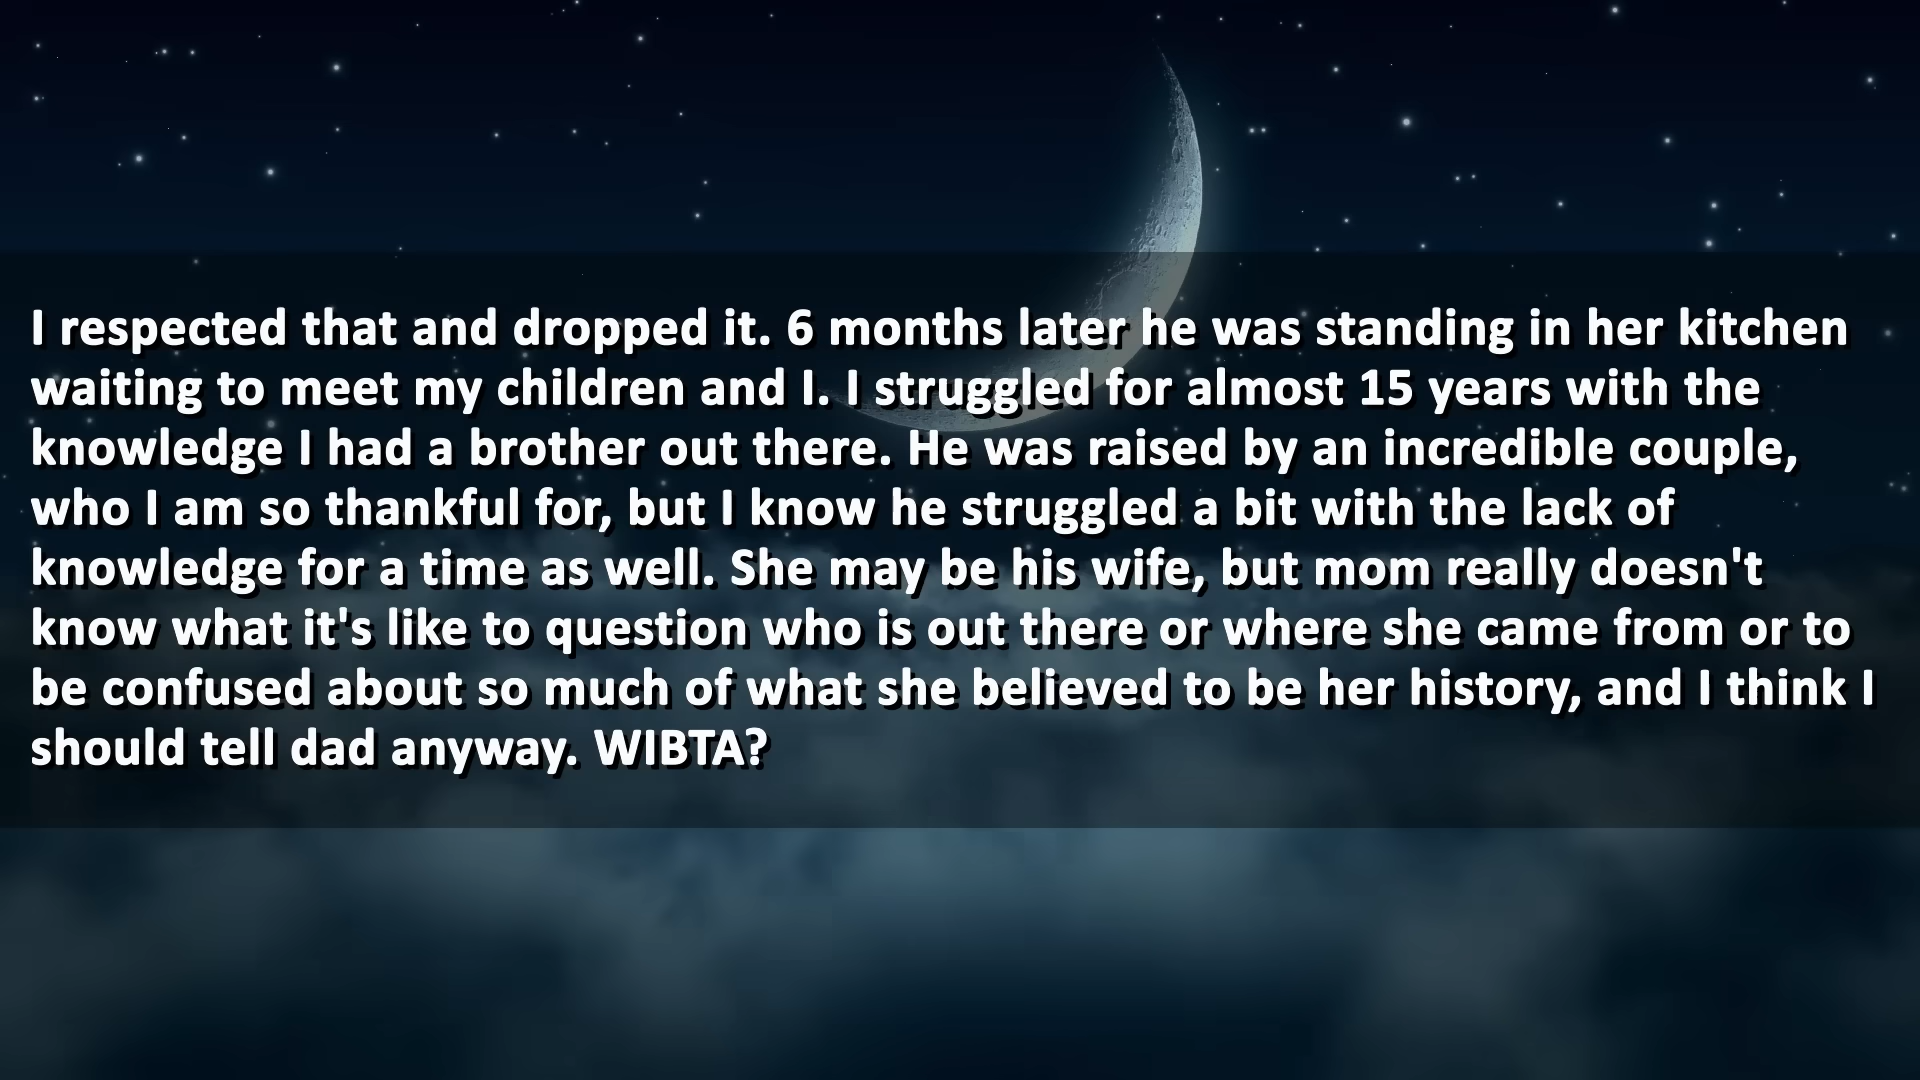 I respected that and dropped it. 6 months later he was standing in her kitchen
waiting to meet my children and I. I struggled for almost 15 years with the
knowledge I had a brother out there. He was raised by an incredible couple,
who I am so thankful for, but I know he struggled a bit with the lack of
knowledge for a time as well. She may be his wife, but mom really doesn't
know what it's like to question who is out there or where she came from or to
be confused about so much of what she believed to be her history, and I think I
should tell dad anyway. WIBTA?